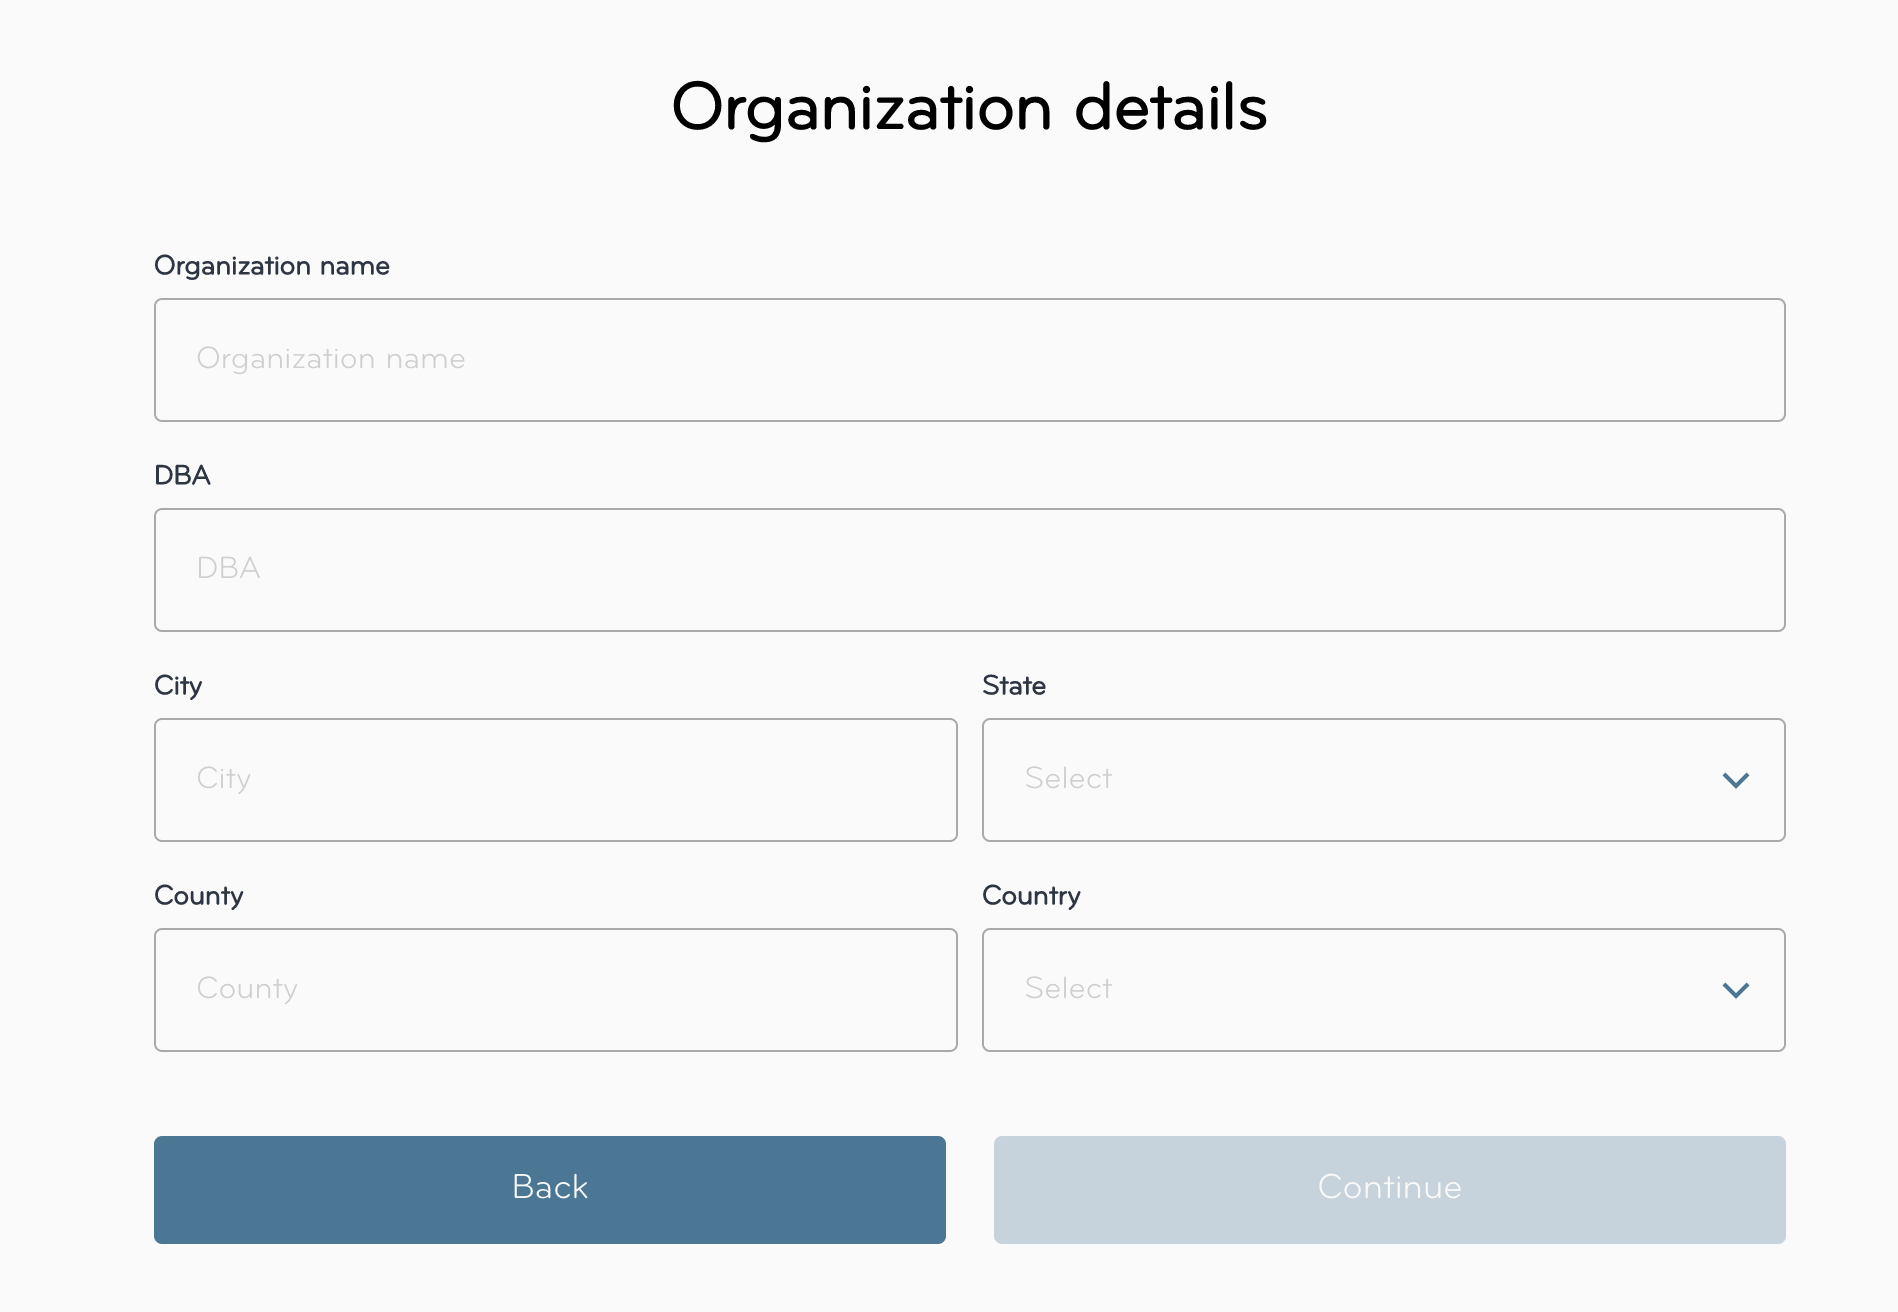 Organization details
Organization name
Organization name
DBA
DBA
City
State
City
Select
County
Country
County
Select
Back
Continue